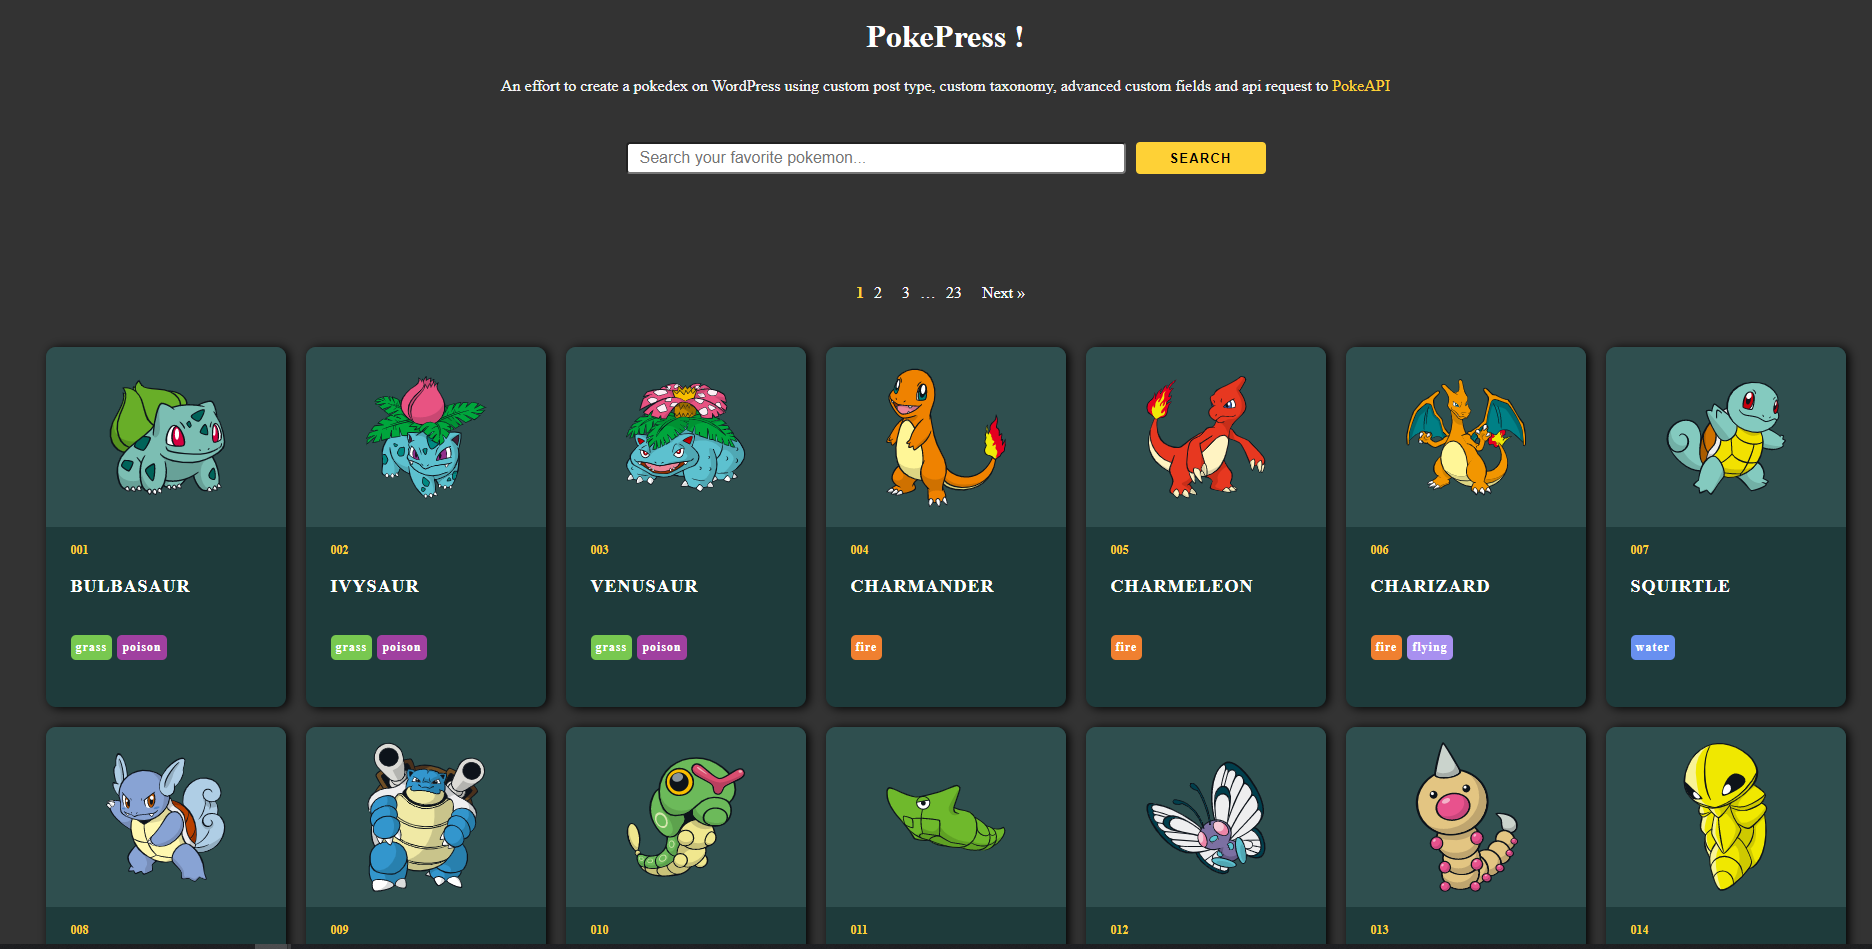 PokePress !
An effort to create a pokedex on WordPress using custom post type, custom taxonomy, advanced custom fields and api request to PokeAPI
Search your favorite pokemon... SEARCH
1 2 3 … 23 Next »
001 002 003 004 005 006 007
BULBASAUR IVYSAUR VENUSAUR CHARMANDER CHARMELEON CHARIZARD SQUIRTLE
grass poison grass poison grass poison fire fire fire flying water
008 009 010 011 012 013 014